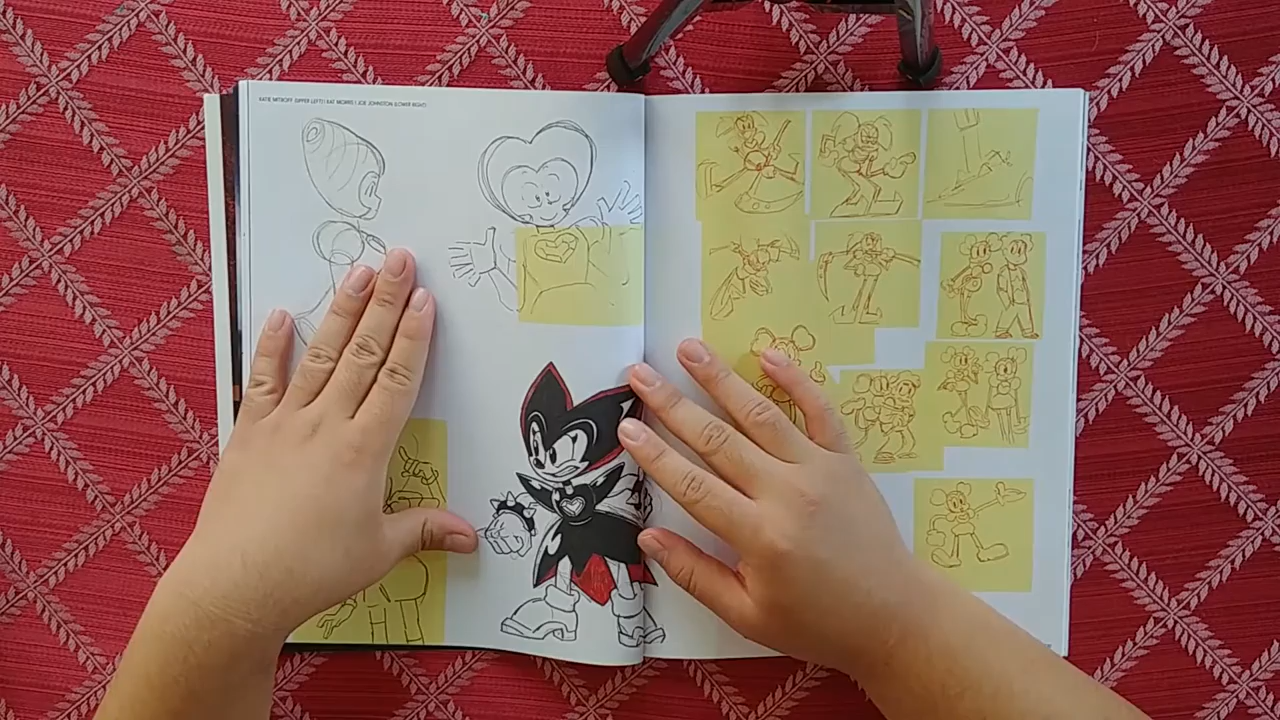 KATIE MITROFF (UPPER LEFT) | KAT MORRIS | JOE JOHNSTON (LOWER RIGHT)